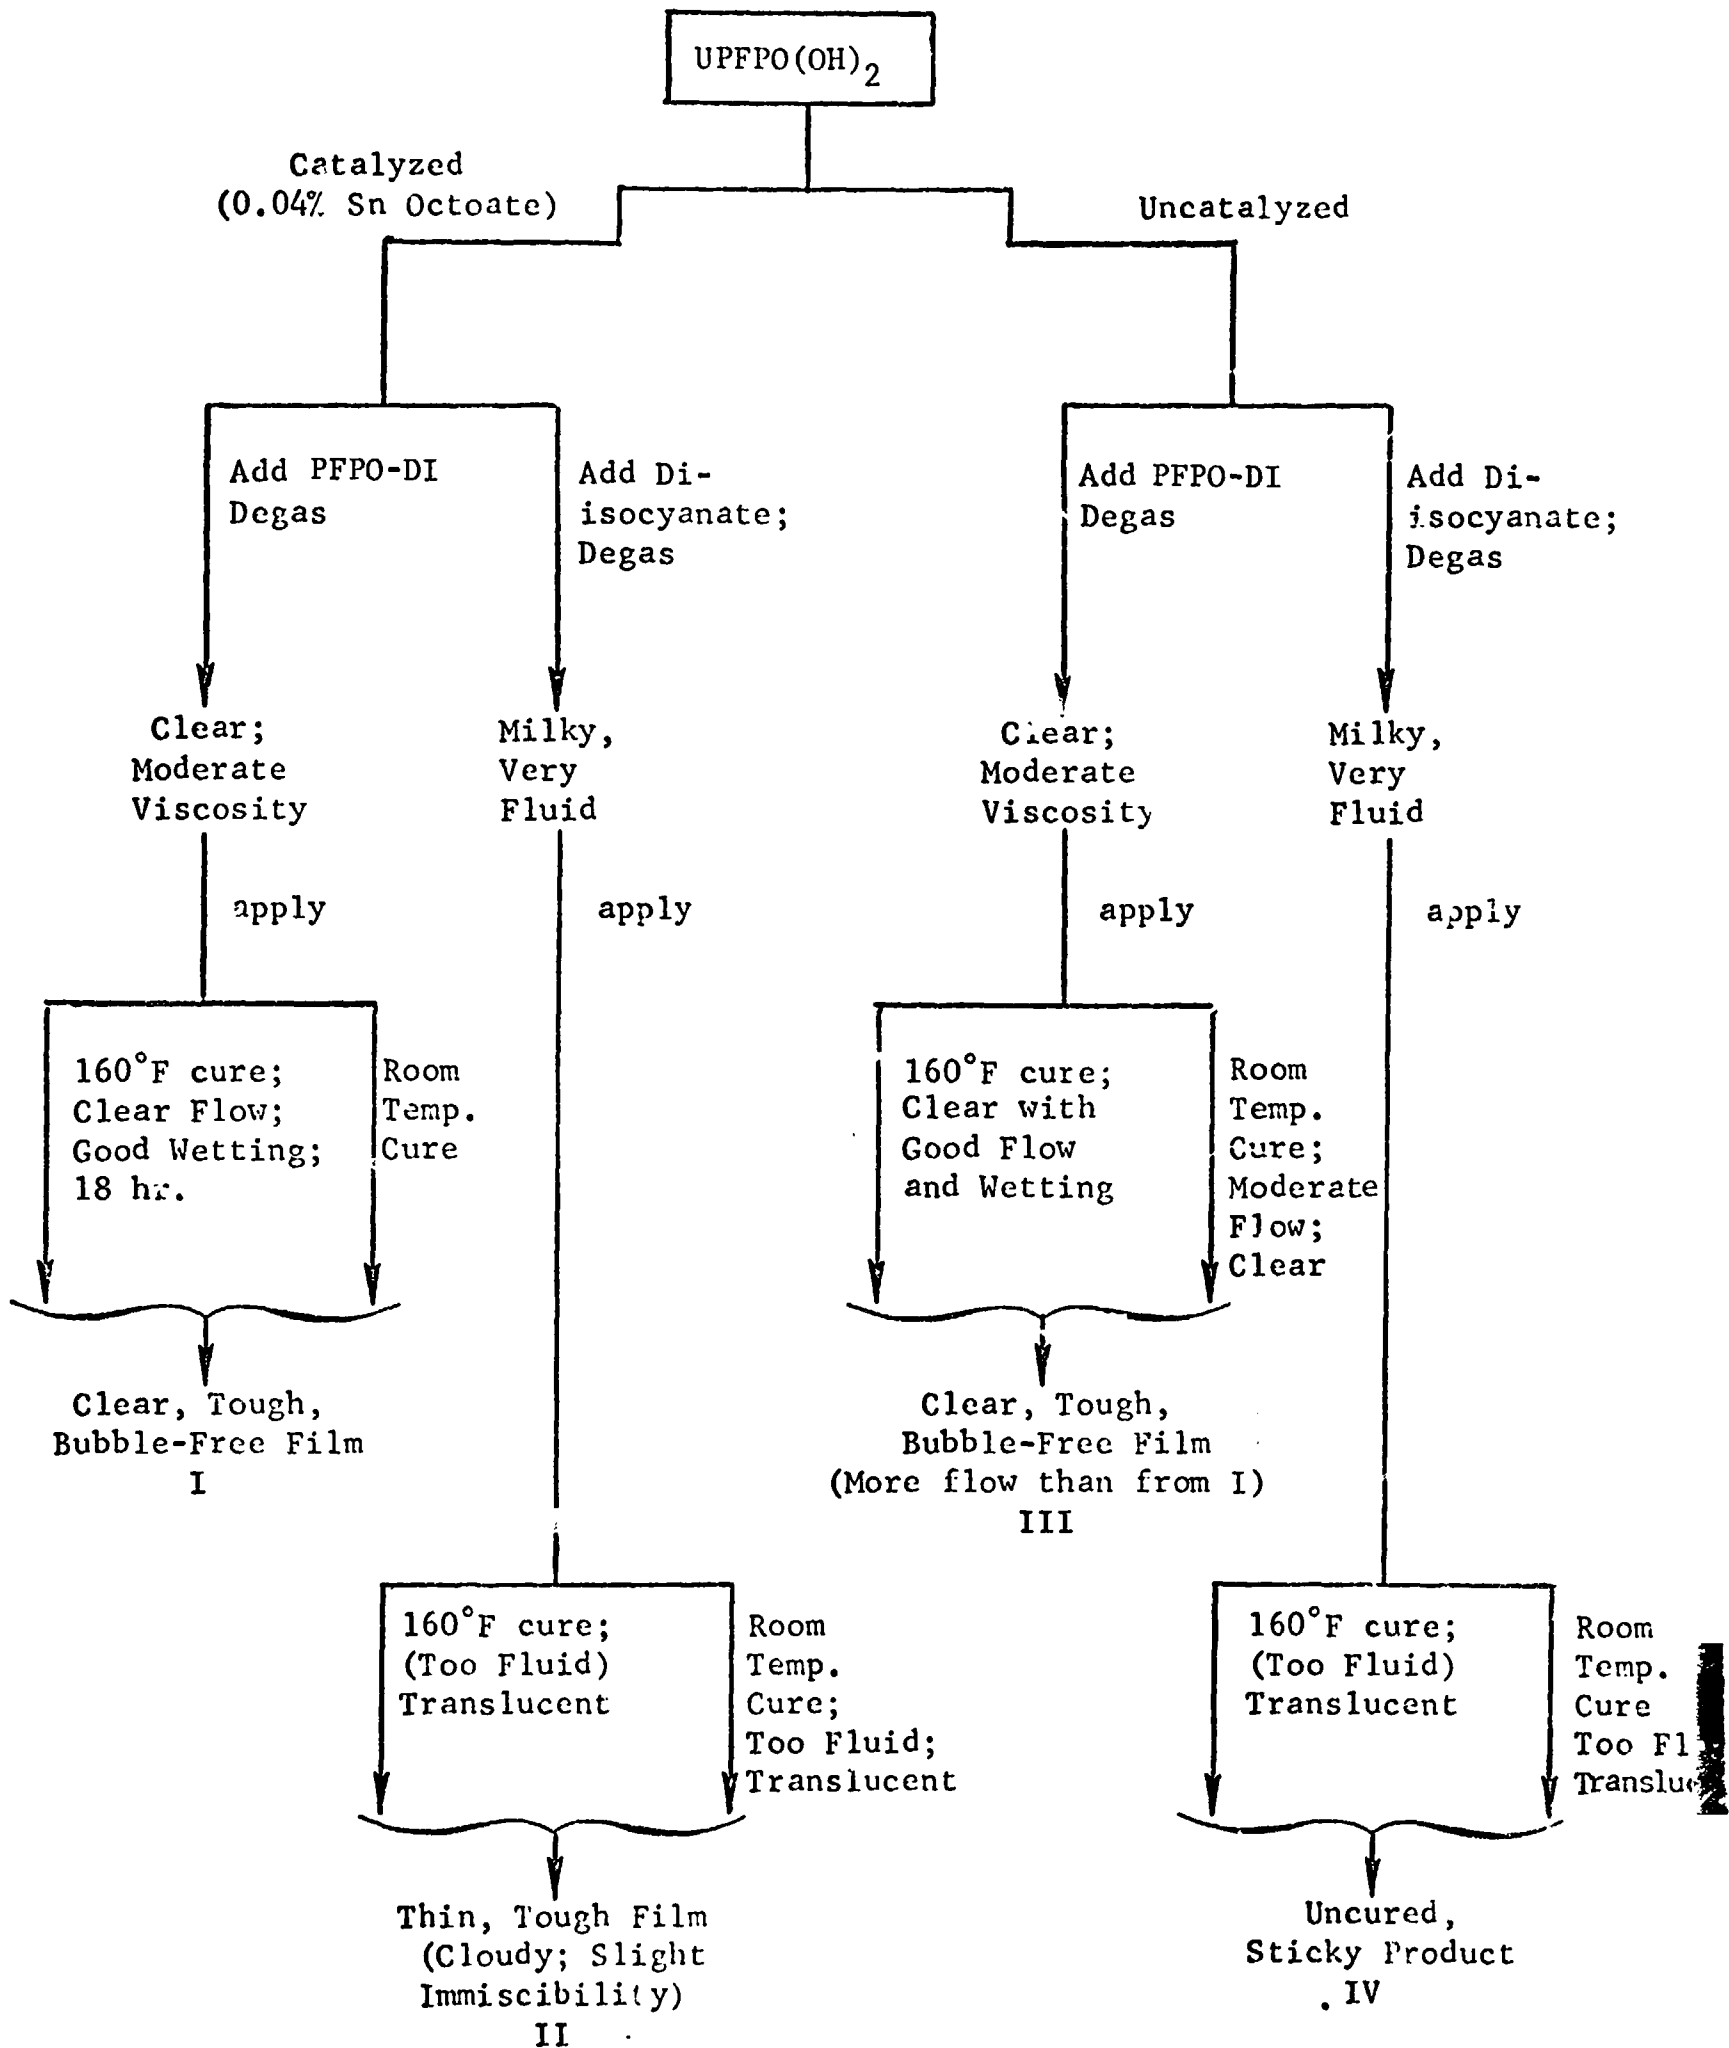 UPFPO(OH)2
Catalyzed
(0.04% Sn Octoate)
Uncatalyzed
Add PFPO-DI
Degas
Add Di-
isocyanate;
Degas
Add PFPO-DI
Degas
Add Di-
isocyanate;
Degas
Clear;
Moderate
Viscosity
Milky,
Very
Fluid
Clear;
Moderate
Viscosity
Milky,
Very
Fluid
apply
apply
apply
apply
160°F cure;
Clear Flow;
Good Wetting;
18 hr.
Room
Temp.
Cure
160°F cure;
Clear with
Good Flow
and Wetting
Room
Temp.
Cure;
Moderate
Flow;
Clear
Clear, Tough,
Bubble-Free Film
I
Clear, Tough,
Bubble-Free Film
(More flow than from I)
III
160°F cure;
(Too Fluid)
Translucent
Room
Temp.
Cure;
Too Fluid;
Translucent
160°F cure;
(Too Fluid)
Translucent
Room
Temp.
Cure
Too
Thin, Tough Film
(Cloudy; Slight
Immiscibility)
II
Uncured,
Sticky Product
IV